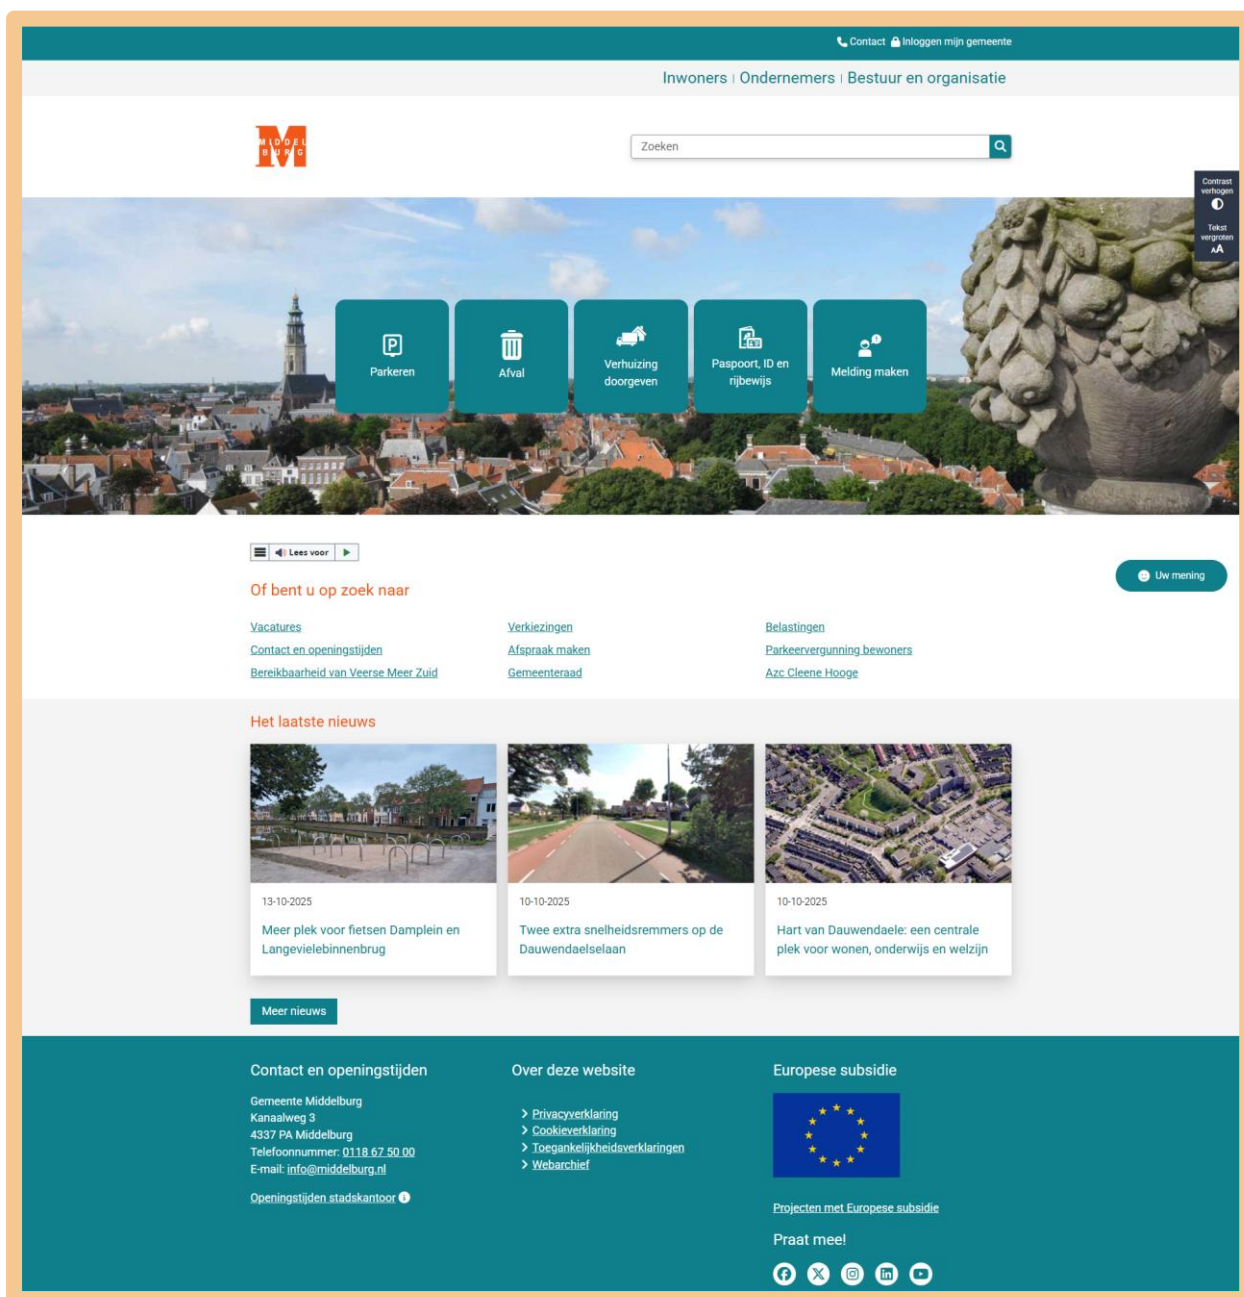 Contact Inloggen mijn gemeente
Inwoners Ondernemers Bestuur en organisatie
MIDDEL
BURG
Zoeken
Contrast
verhogen
Tekst
vergroten
AA
P
Parkeren
Afval
Verhuizing
doorgeven
Paspoort, ID en
rijbewijs
Melding maken
Lees voor
Uw mening
Of bent u op zoek naar
Vacatures
Verkiezingen
Belastingen
Contact en openingstijden
Afspraak maken
Parkeervergunning bewoners
Bereikbaarheid van Veerse Meer Zuid
Gemeenteraad
Azc Cleene Hooge
Het laatste nieuws
13-10-2025
Meer plek voor fietsen Damplein en
Langevielebinnenbrug
10-10-2025
Twee extra snelheidsremmers op de
Dauwendaelselaan
10-10-2025
Hart van Dauwendaele: een centrale
plek voor wonen, onderwijs en welzijn
Meer nieuws
Contact en openingstijden
Gemeente Middelburg
Kanaalweg 3
4337 PA Middelburg
Telefoonnummer: 0118 67 50 00
E-mail: info@middelburg.nl
Openingstijden stadskantoor
Over deze website
Privacyverklaring
Cookieverklaring
Toegankelijkheidsverklaringen
Webarchief
Europese subsidie
Projecten met Europese subsidie
Praat mee!